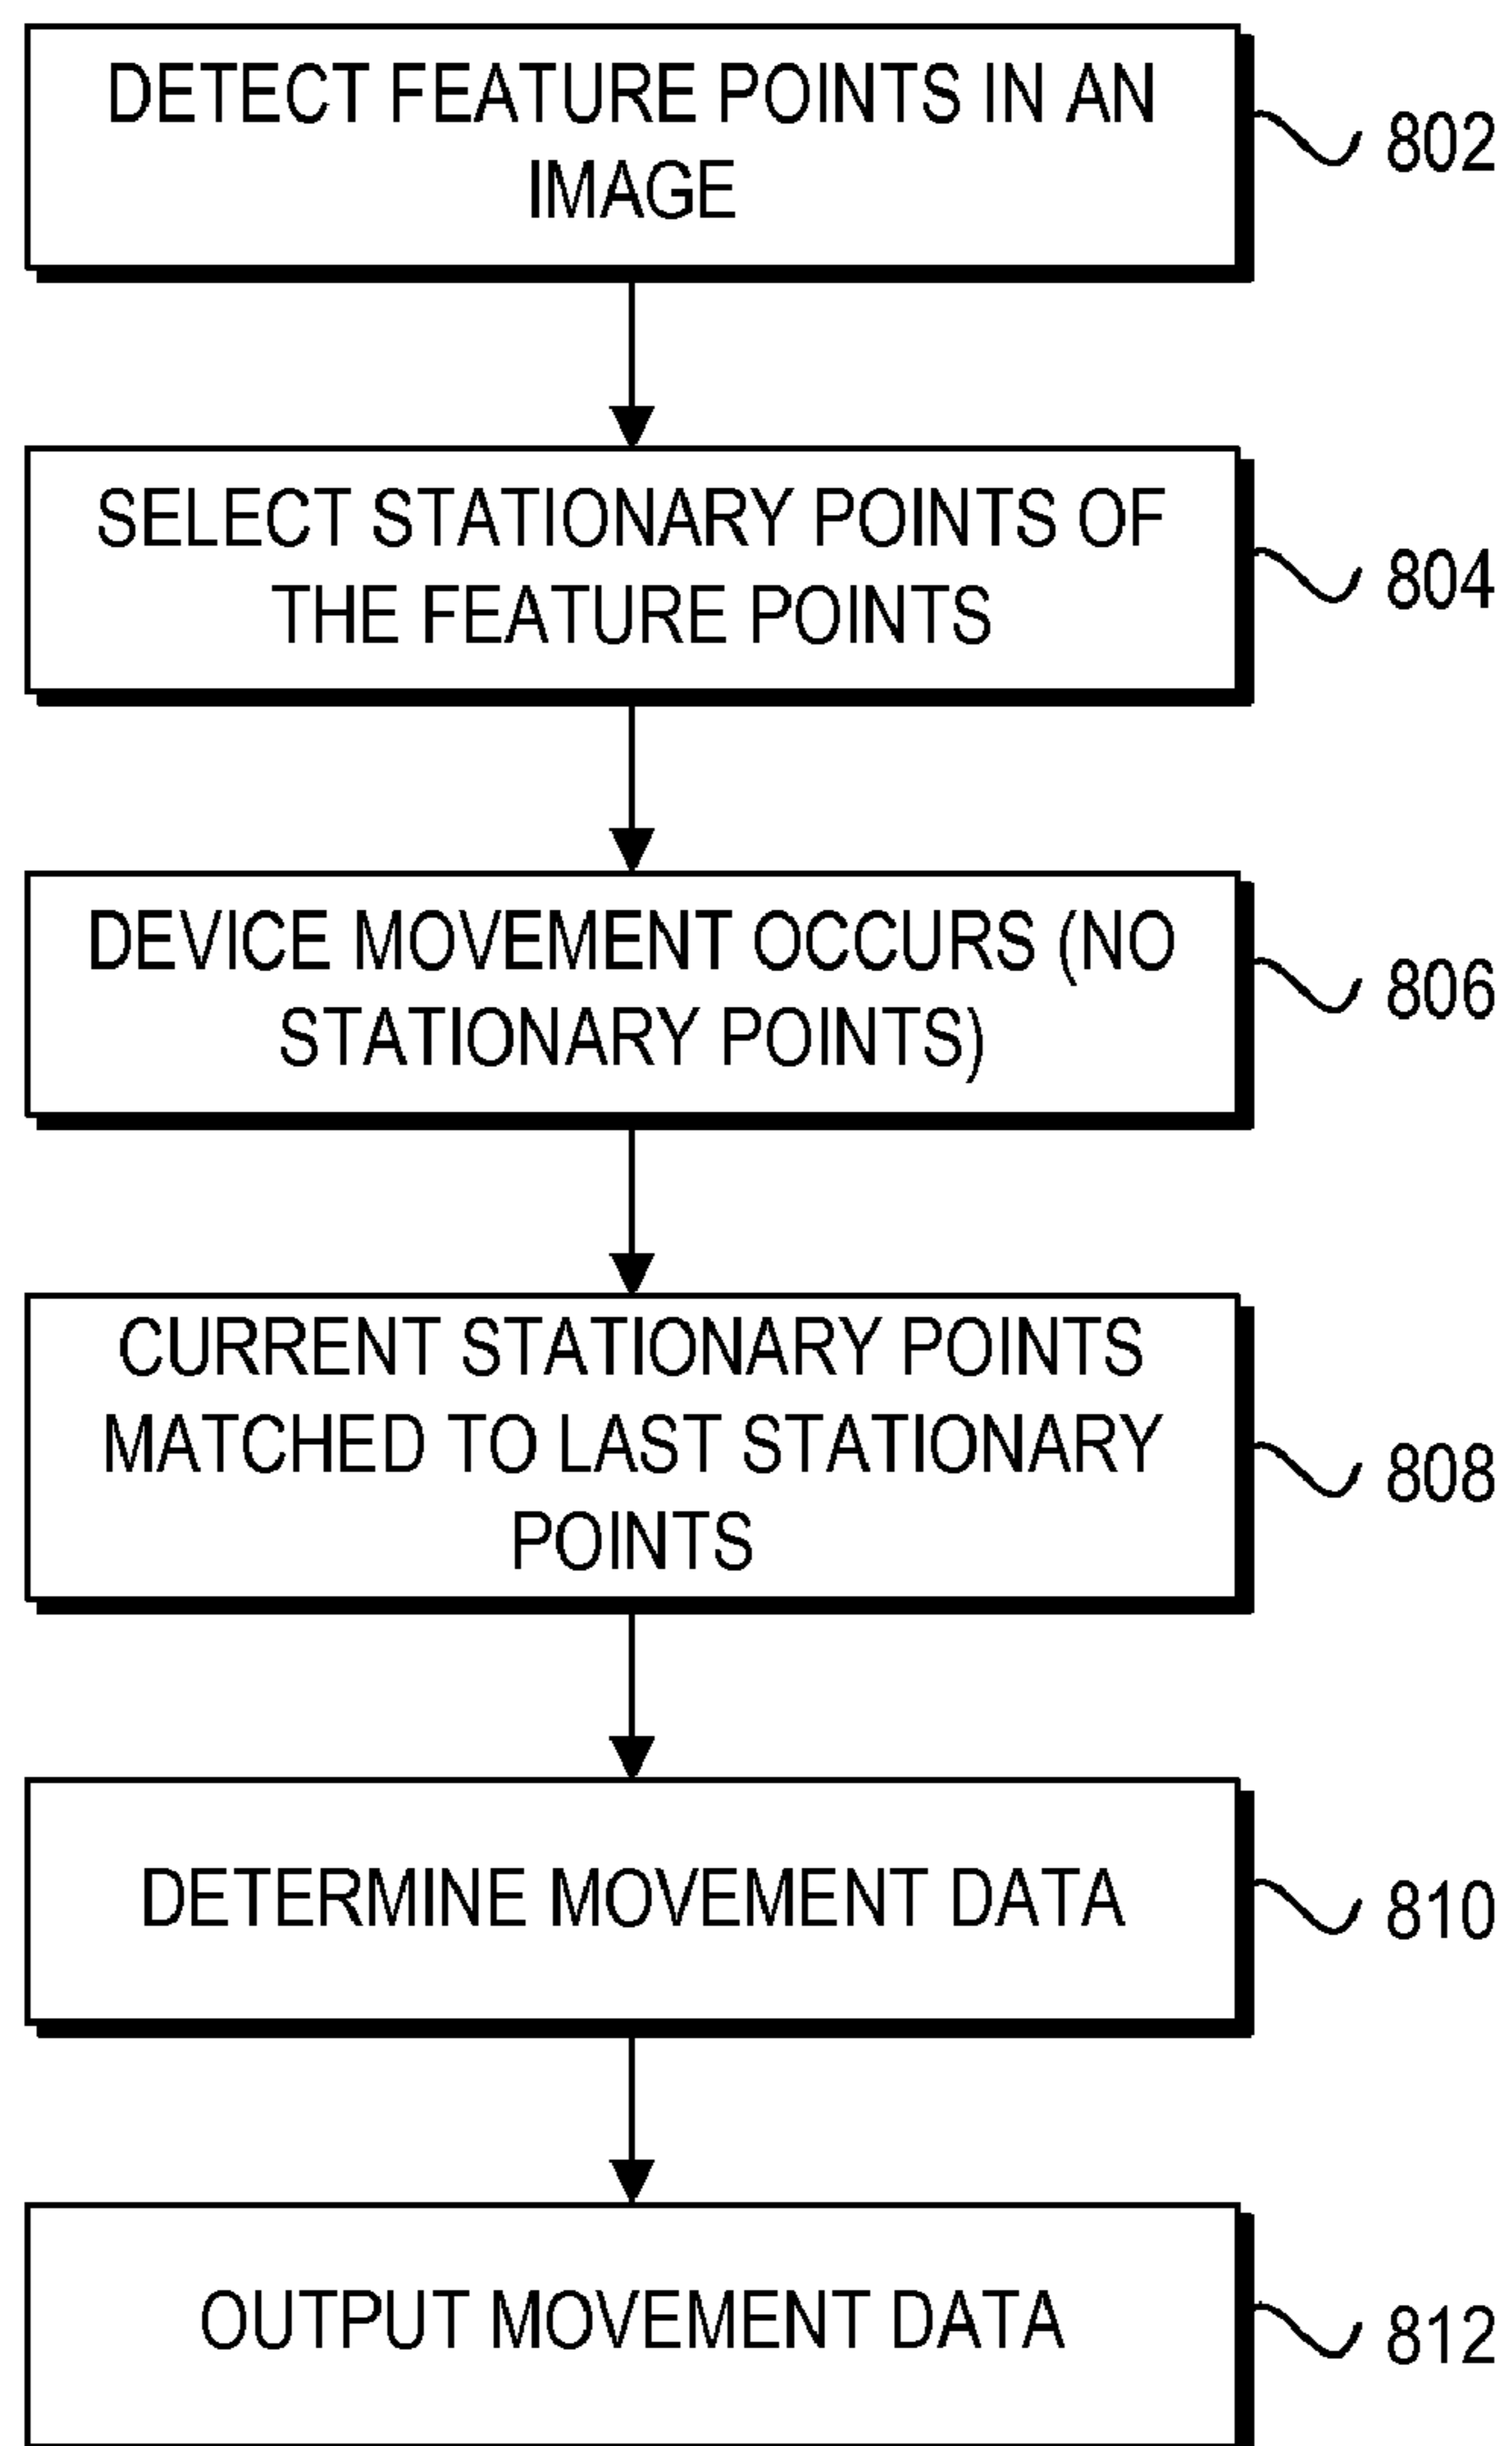 DETECT FEATURE POINTS IN AN
IMAGE
802
SELECT STATIONARY POINTS OF
THE FEATURE POINTS
804
DEVICE MOVEMENT OCCURS (NO
STATIONARY POINTS)
806
CURRENT STATIONARY POINTS
MATCHED TO LAST STATIONARY
POINTS
808
DETERMINE MOVEMENT DATA
810
OUTPUT MOVEMENT DATA
812